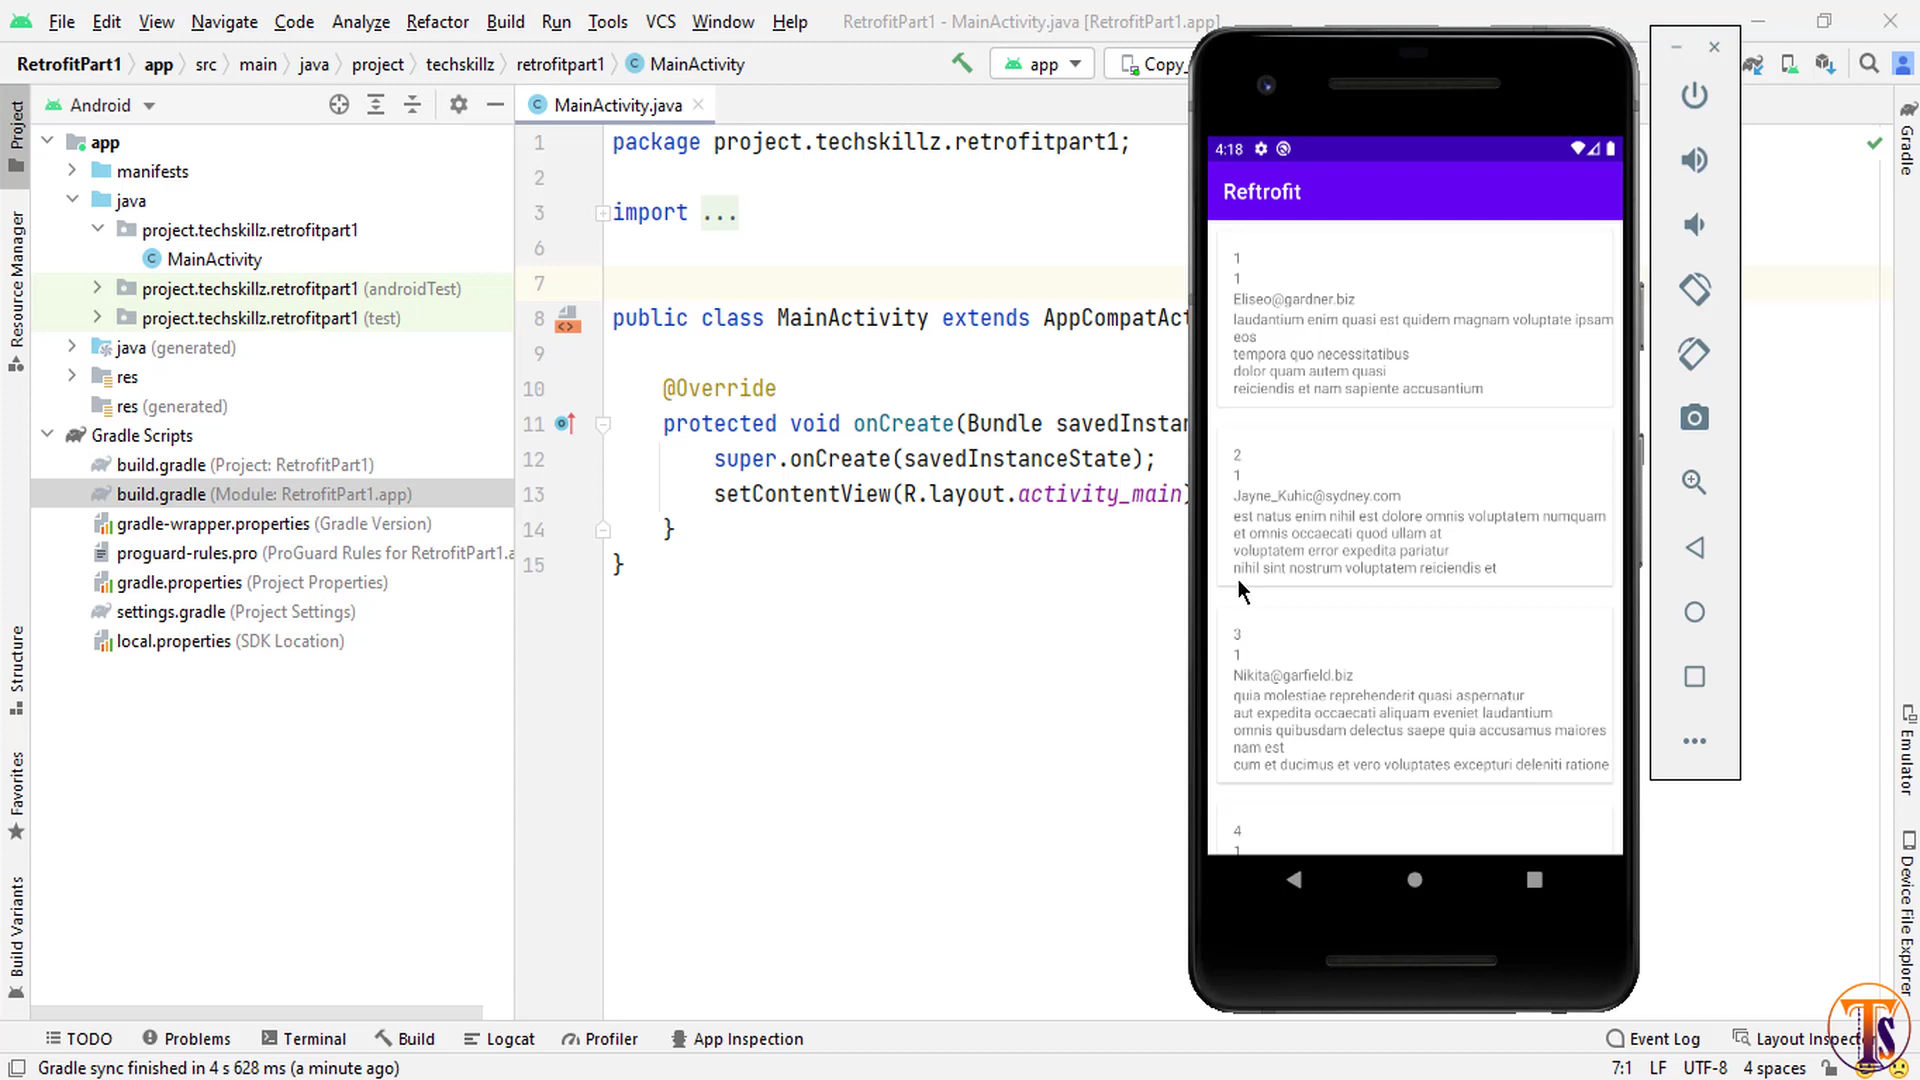 File Edit View Navigate Code Analyze Refactor Build Run Tools VCS Window Help RetrofitPart1 - MainActivity.java [RetrofitPart1.app]
RetrofitPart1 app src main java project techskillz retrofitpart1 MainActivity app Copy_
Project
Resource Manager
Structure
Favorites
Build Variants
Android
app
manifests
java
project.techskillz.retrofitpart1
MainActivity
project.techskillz.retrofitpart1 (androidTest)
project.techskillz.retrofitpart1 (test)
java (generated)
res
res (generated)
Gradle Scripts
build.gradle (Project: RetrofitPart1)
build.gradle (Module: RetrofitPart1.app)
gradle-wrapper.properties (Gradle Version)
proguard-rules.pro (ProGuard Rules for RetrofitPart1.a
gradle.properties (Project Properties)
settings.gradle (Project Settings)
local.properties (SDK Location)
MainActivity.java
1 package project.techskillz.retrofitpart1;
2
3 import ...
6
7
8 public class MainActivity extends AppCompatAct
9
10 @Override
11 protected void onCreate(Bundle savedInstan
12 super.onCreate(savedInstanceState);
13 setContentView(R.layout.activity_main)
14 }
15 }
4:18
Reftrofit
1
1
Eliseo@gardner.biz
laudantium enim quasi est quidem magnam voluptate ipsam
eos
tempora quo necessitatibus
dolor quam autem quasi
reiciendis et nam sapiente accusantium
2
1
Jayne_Kuhic@sydney.com
est natus enim nihil est dolore omnis voluptatem numquam
et omnis occaecati quod ullam at
voluptatem error expedita pariatur
nihil sint nostrum voluptatem reiciendis et
3
1
Nikita@garfield.biz
quia molestiae reprehenderit quasi aspernatur
aut expedita occaecati aliquam eveniet laudantium
omnis quibusdam delectus saepe quia accusamus maiores
nam est
cum et ducimus et vero voluptates excepturi deleniti ratione
4
1
Gradle
Emulator
Device File Explorer
TODO Problems Terminal Build Logcat Profiler App Inspection Event Log Layout Inspector
TS
Gradle sync finished in 4 s 628 ms (a minute ago) 7:1 LF UTF-8 4 spaces